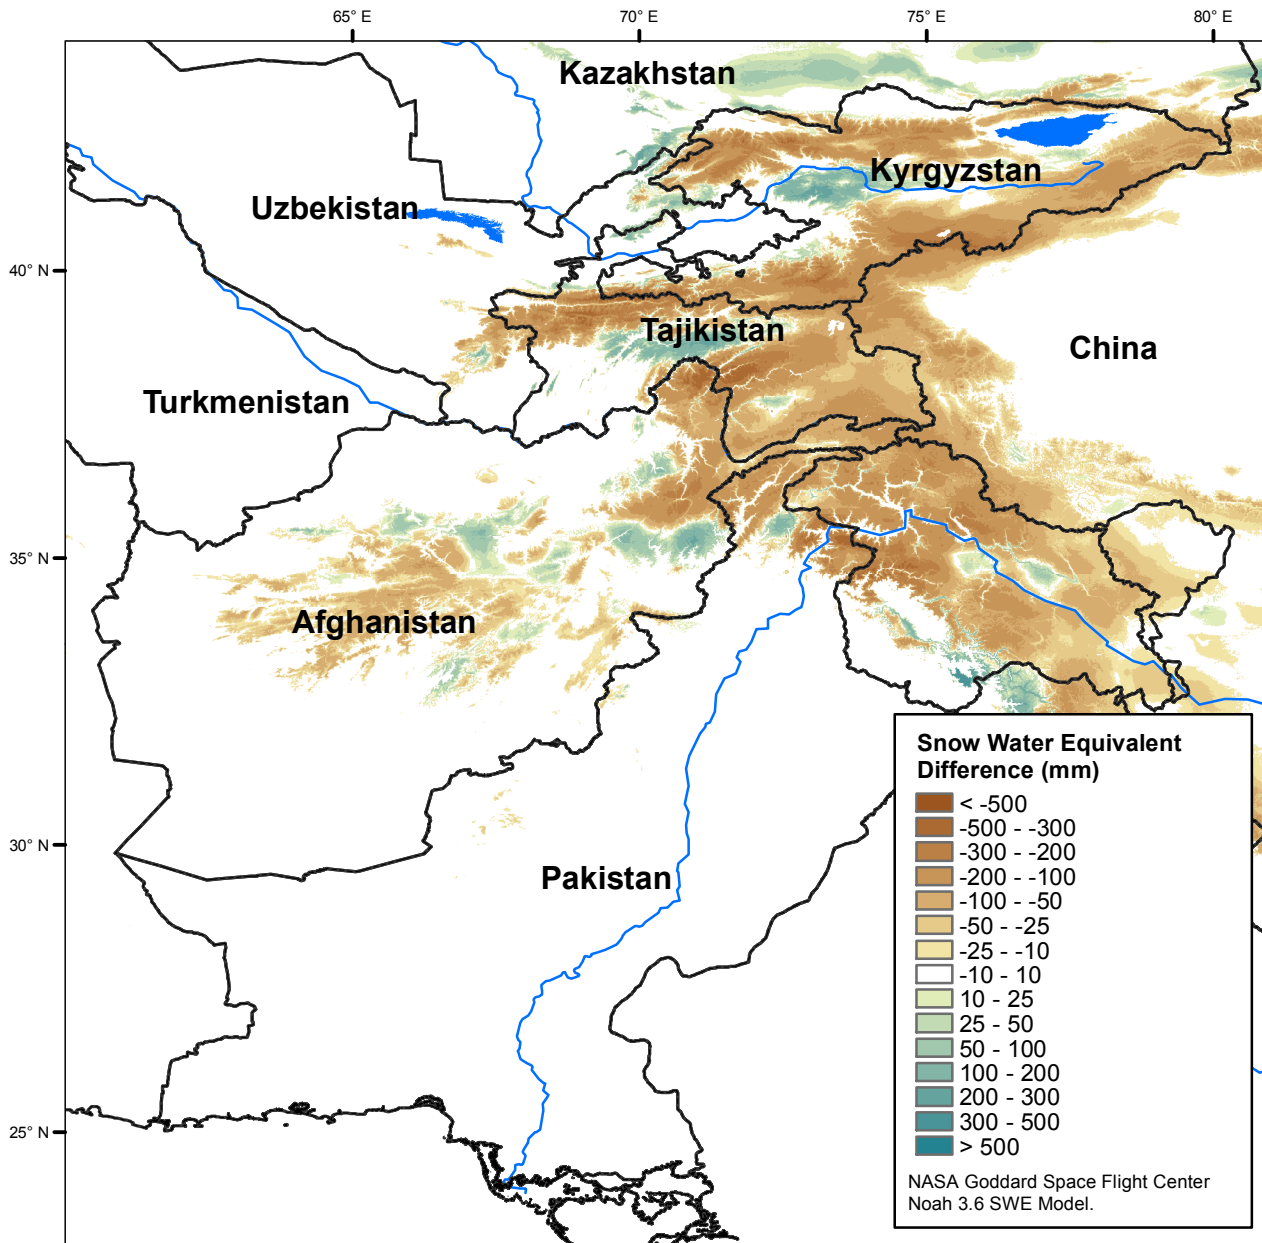 65° E
70° E
75° E
80° E
Kazakhstan
Kyrgyzstan
Uzbekistan
40° N
Tajikistan
China
Turkmenistan
35° N
Afghanistan
30° N
Pakistan
25° N
Snow Water Equivalent
Difference (mm)
< -500
-500 - -300
-300 - -200
-200 - -100
-100 - -50
-50 - -25
-25 - -10
-10 - 10
10 - 25
25 - 50
50 - 100
100 - 200
200 - 300
300 - 500
> 500
NASA Goddard Space Flight Center
Noah 3.6 SWE Model.